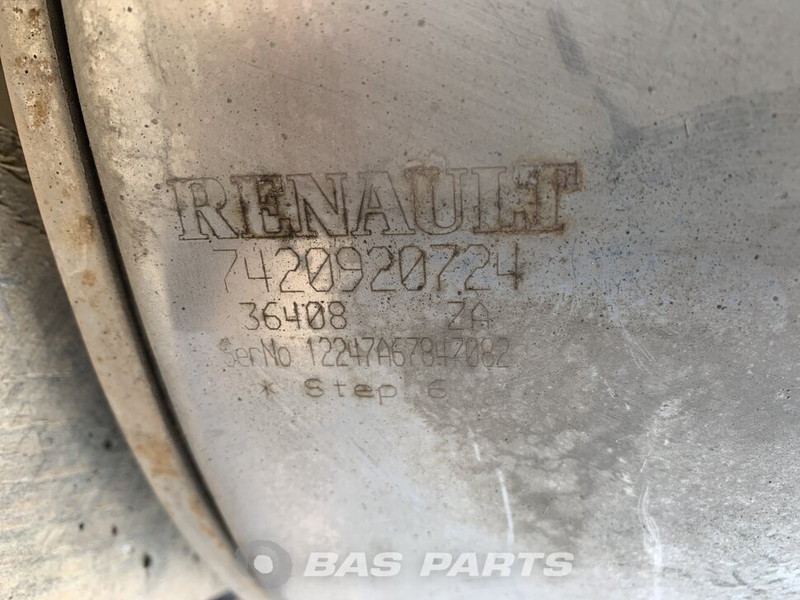 RENAULT
7420920724
36408 ZA
SerNo 12247A67847082
* Step 6
BAS PARTS